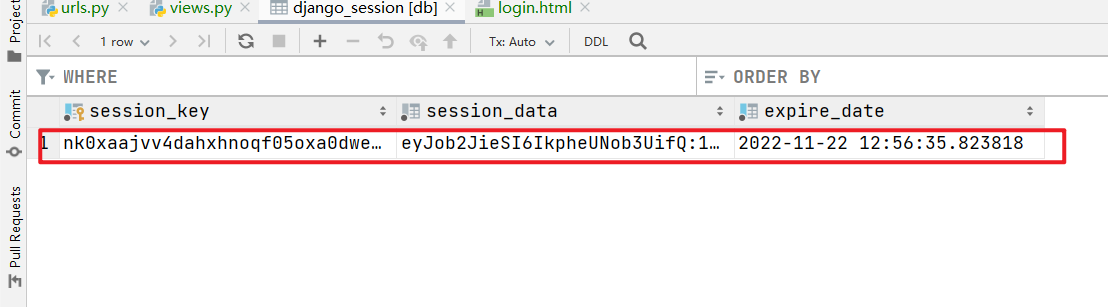 Project
Commit
Pull Requests
urls.py views.py django_session [db] login.html
1 row Tx: Auto DDL
WHERE ORDER BY
session_key session_data expire_date
1 nk0xaajvv4dahxhnoqf05oxa0dwe… eyJob2JieSI6IkpheUNob3UifQ:1… 2022-11-22 12:56:35.823818